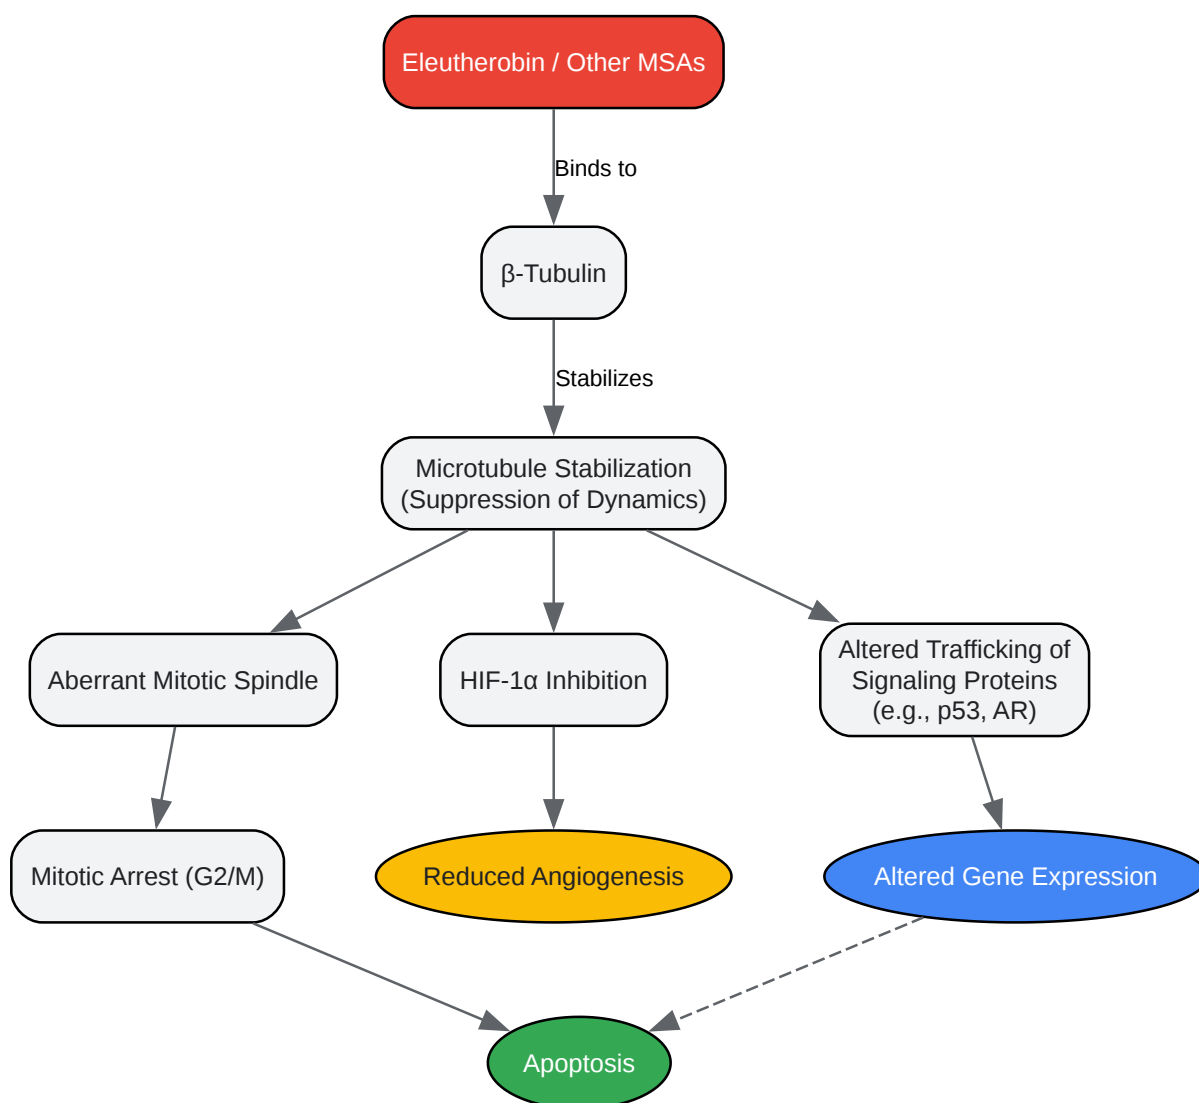 Eleutherobin / Other MSAs
Binds to
β-Tubulin
Stabilizes
Microtubule Stabilization
(Suppression of Dynamics)
Aberrant Mitotic Spindle
HIF-1α Inhibition
Altered Trafficking of
Signaling Proteins
(e.g., p53, AR)
Mitotic Arrest (G2/M)
Reduced Angiogenesis
Altered Gene Expression
Apoptosis